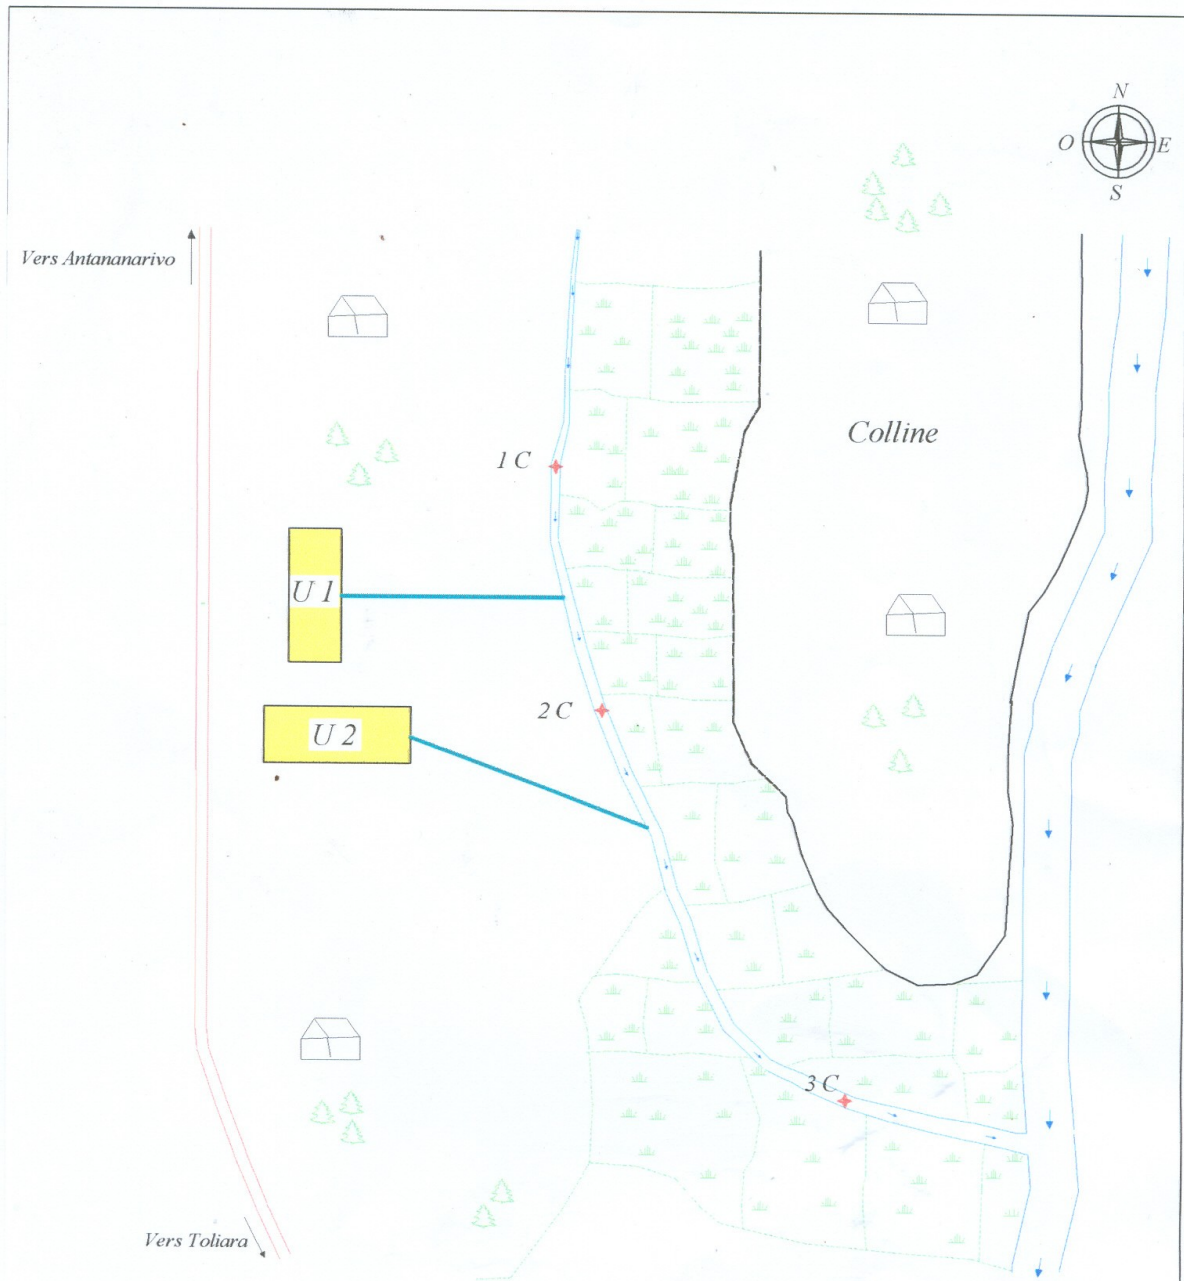 N
O
E
S
Vers Antananarivo
Colline
1 C
U 1
2 C
U 2
3 C
Vers Toliara